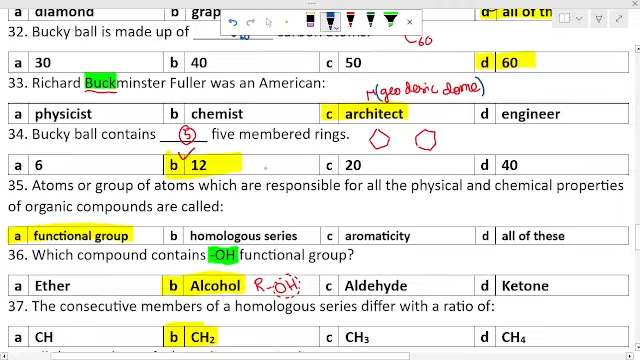 a diamond b grap d all of th
32. Bucky ball is made up of C60
a 30 b 40 c 50 d 60
33. Richard Buckminster Fuller was an American:
(geodesic dome)
a physicist b chemist c architect d engineer
34. Bucky ball contains 5 five membered rings.
a 6 b 12 c 20 d 40
35. Atoms or group of atoms which are responsible for all the physical and chemical properties
of organic compounds are called:
a functional group b homologous series c aromaticity d all of these
36. Which compound contains -OH functional group?
a Ether b Alcohol R-OH c Aldehyde d Ketone
37. The consecutive members of a homologous series differ with a ratio of:
a CH b CH₂ c CH₃ d CH₄